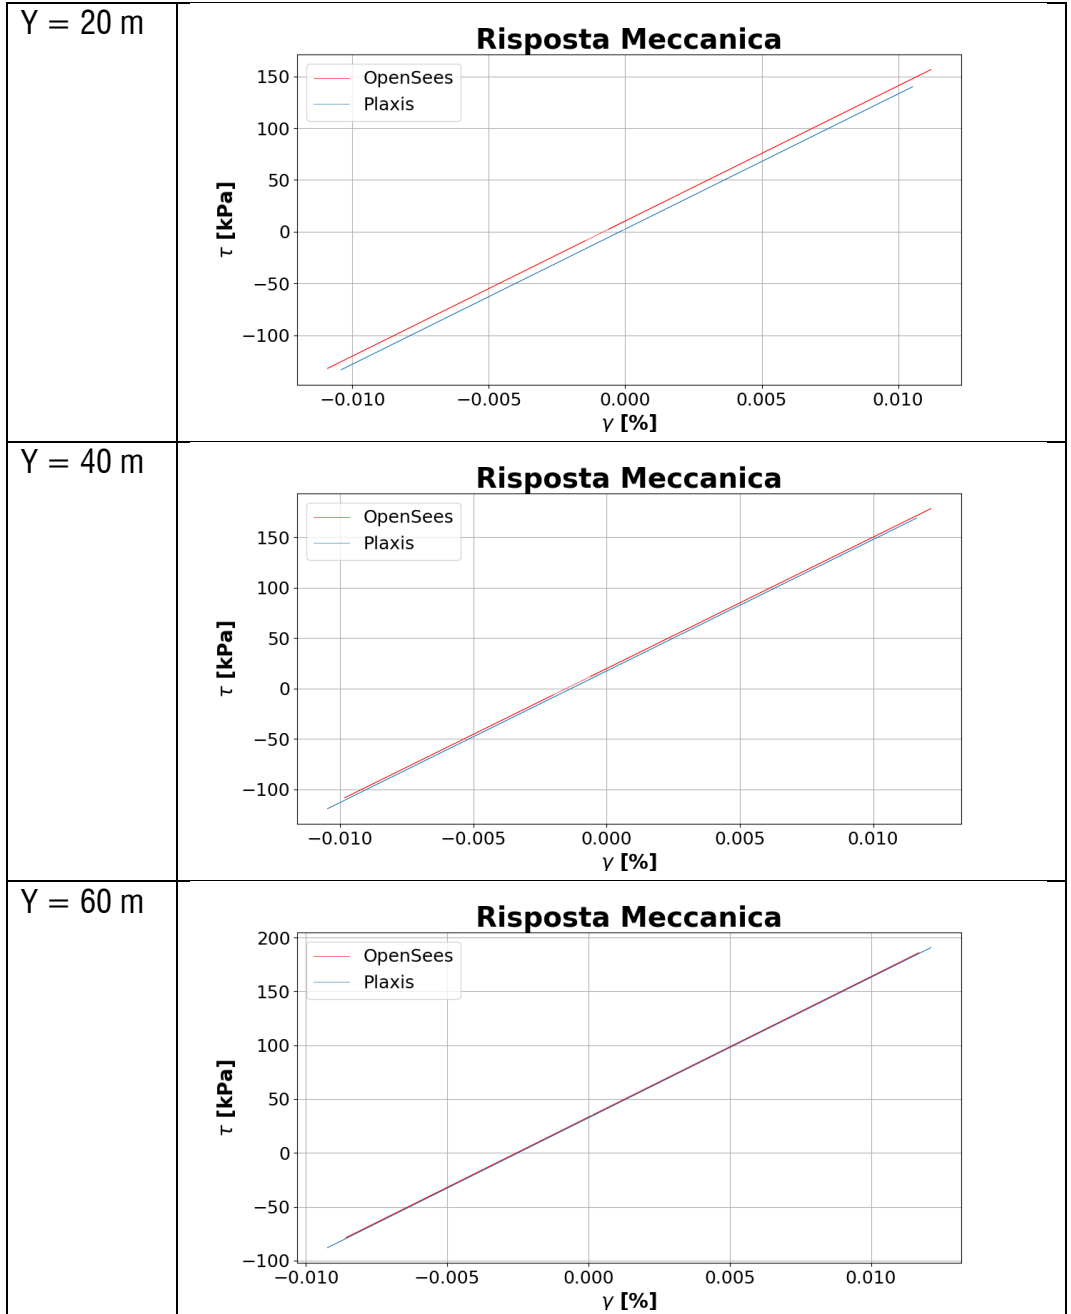 Y = 20 m
Risposta Meccanica
OpenSees
Plaxis
τ [kPa]
150
100
50
0
−50
−100
−0.010 −0.005 0.000 0.005 0.010
γ [%]
Y = 40 m
Risposta Meccanica
OpenSees
Plaxis
τ [kPa]
150
100
50
0
−50
−100
−0.010 −0.005 0.000 0.005 0.010
γ [%]
Y = 60 m
Risposta Meccanica
OpenSees
Plaxis
τ [kPa]
200
150
100
50
0
−50
−100
−0.010 −0.005 0.000 0.005 0.010
γ [%]